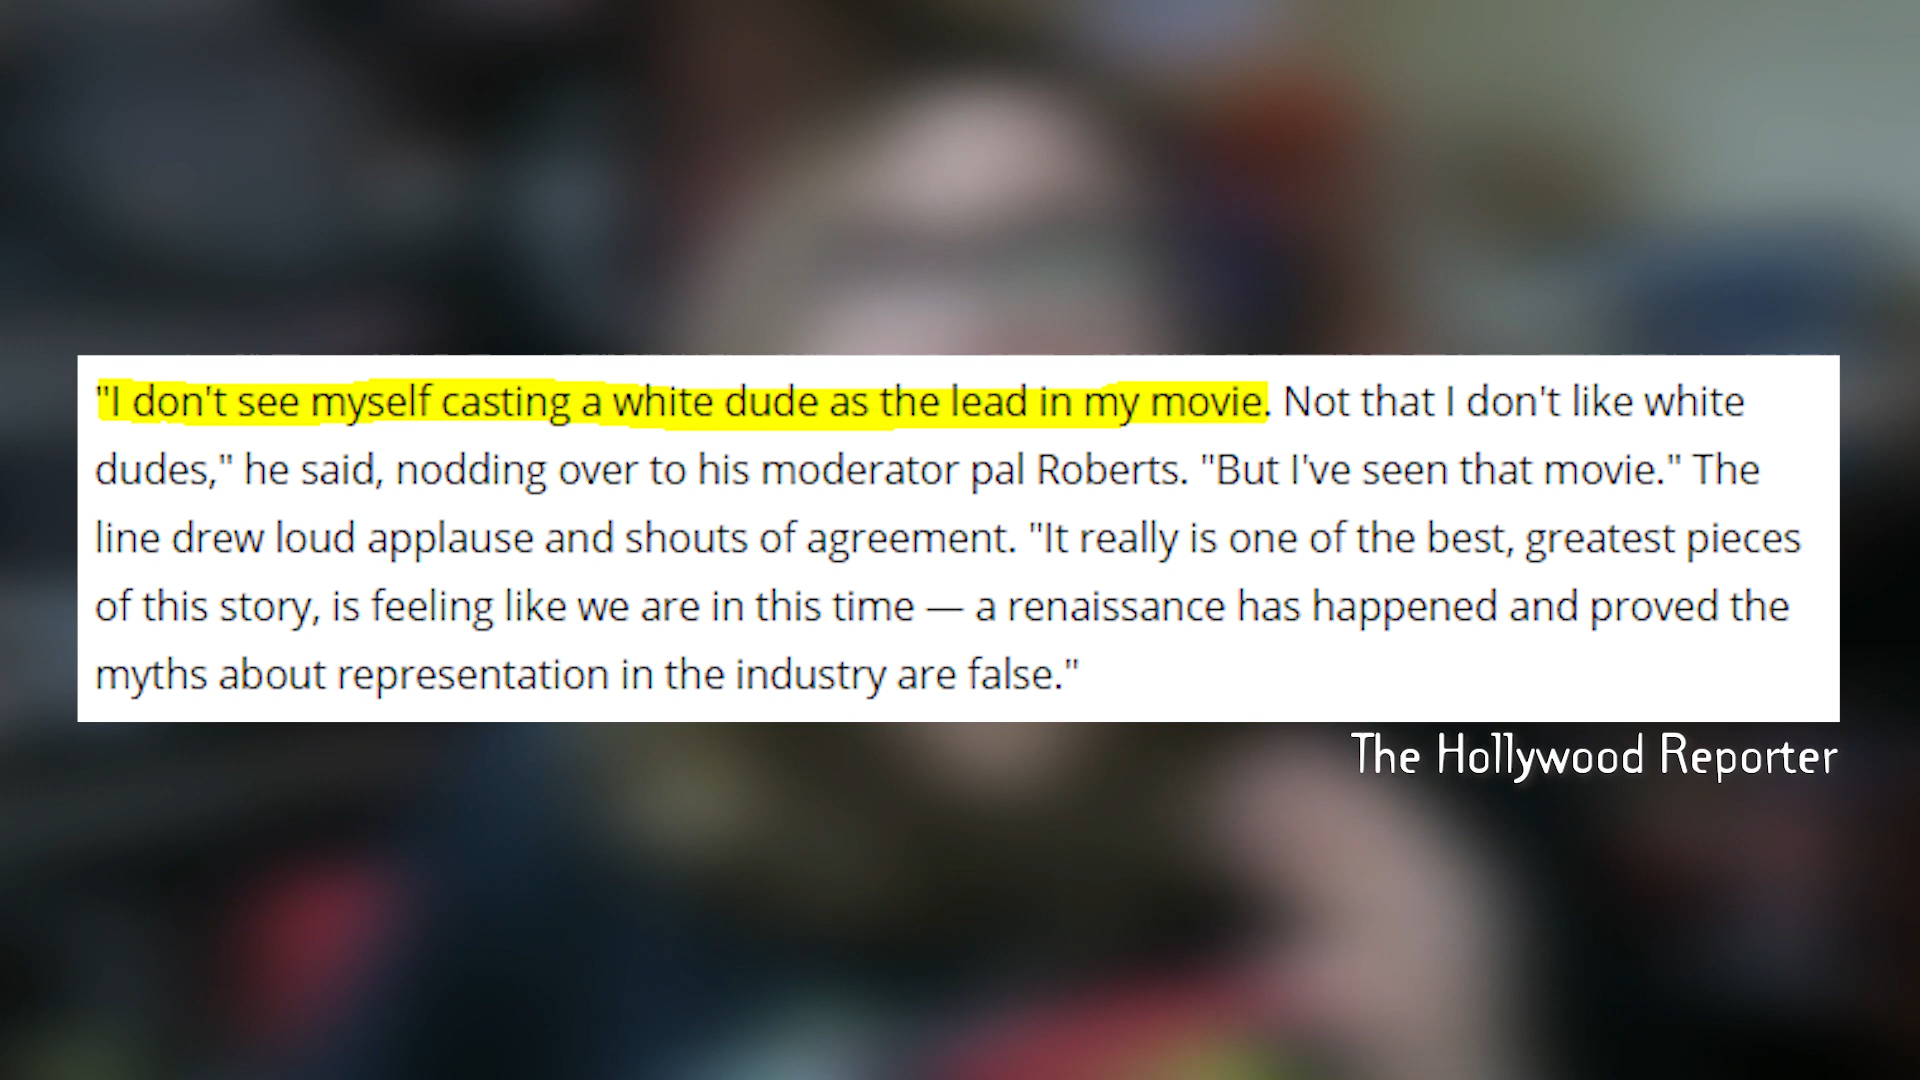 "I don't see myself casting a white dude as the lead in my movie. Not that I don't like white
dudes," he said, nodding over to his moderator pal Roberts. "But I've seen that movie." The
line drew loud applause and shouts of agreement. "It really is one of the best, greatest pieces
of this story, is feeling like we are in this time — a renaissance has happened and proved the
myths about representation in the industry are false."
The Hollywood Reporter